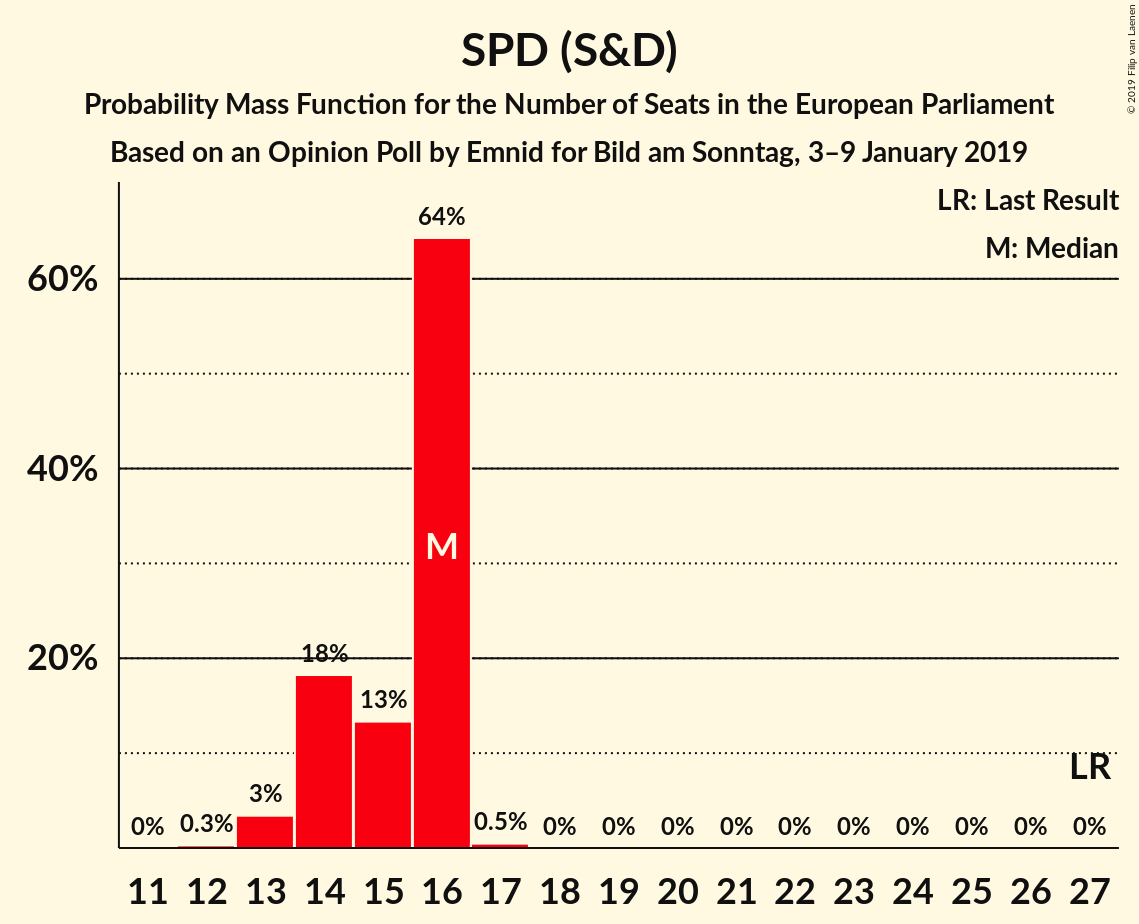 SPD (S&D)
Probability Mass Function for the Number of Seats in the European Parliament
Based on an Opinion Poll by Emnid for Bild am Sonntag, 3–9 January 2019
© 2019 Filip van Laenen
LR: Last Result
M: Median
64%
60%
40%
M
20%
18%
13%
LR
3%
0% 0.3% 0.5% 0% 0% 0% 0% 0% 0% 0% 0% 0% 0%
11 12 13 14 15 16 17 18 19 20 21 22 23 24 25 26 27